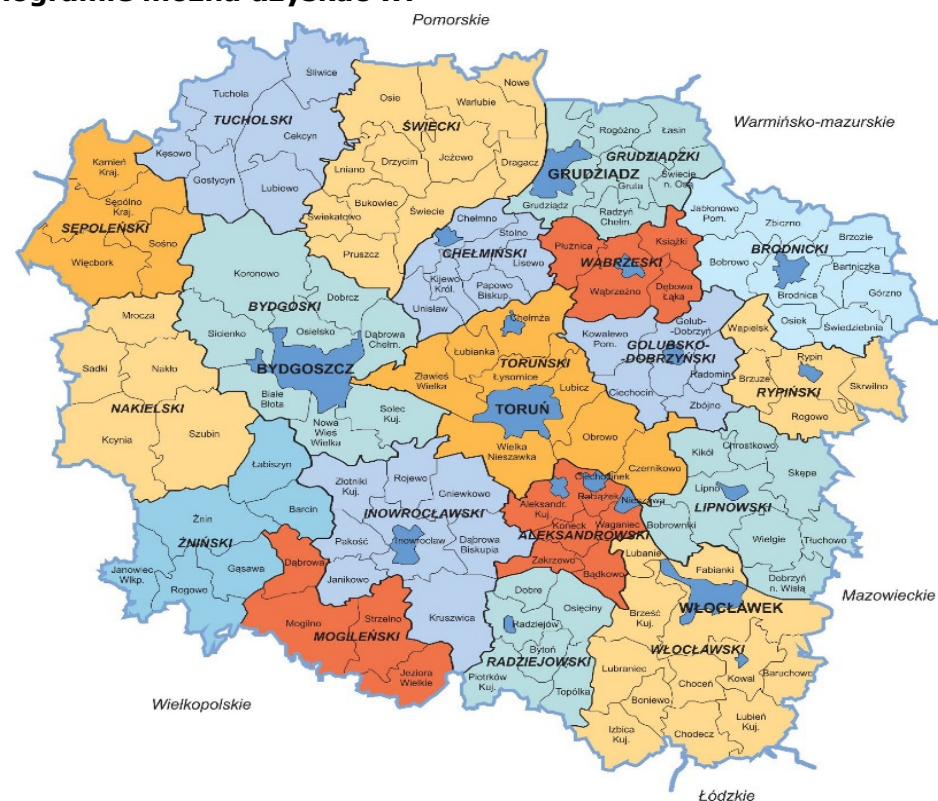 Pomorskie
Śliwice
Tuchola
TUCHOLSKI
Cekcyn
Kęsowo
Gostycyn
Lubiewo
Nowe
Osie
Warlubie
ŚWIECKI
Lniano
Drzycim
Jeżewo
Dragacz
Bukowiec
Świekatowo
Świecie
Pruszcz
Rogóżno
Łasin
Warmińsko-mazurskie
GRUDZIĄDZKI
GRUDZIĄDZ
Świecie
n. Osą
Gruta
Grudziądz
Radzyń
Chełm.
Kamień
Kraj.
Sępólno
Kraj.
SĘPOLEŃSKI
Sośno
Więcbork
Chełmno
Stolno
CHEŁMIŃSKI
Lisewo
Kijewo
Król.
Papowo
Biskup.
Unisław
Płużnica
Książki
WĄBRZESKI
Wąbrzeźno
Dębowa
Łąka
Jabłonowo
Pom.
Zbiczno
Brzozie
BRODNICKI
Bobrowo
Bartniczka
Brodnica
Górzno
Osiek
Świedziebnia
Koronowo
BYDGOSKI
Dobrcz
Sicienko
Osielsko
Dąbrowa
Chełm.
BYDGOSZCZ
Białe
Błota
Nowa
Wieś
Wielka
Solec
Kuj.
Mrocza
Sadki
Nakło
NAKIELSKI
Kcynia
Szubin
Chełmża
Łubianka
TORUŃSKI
Zławieś
Wielka
Łysomice
Lubicz
TORUŃ
Wielka
Nieszawka
Obrowo
Czernikowo
Kowalewo
Pom.
Golub-
-Dobrzyń
GOLUBSKO-
-DOBRZYŃSKI
Radomin
Ciechocin
Zbójno
Wąpielsk
Rypin
Brzuze
Skrwilno
RYPIŃSKI
Rogowo
Łabiszyn
Barcin
Żnin
ŻNIŃSKI
Gąsawa
Janowiec
Wlkp.
Rogowo
Złotniki
Kuj.
Rojewo
Gniewkowo
INOWROCŁAWSKI
Pakość
Inowrocław
Dąbrowa
Biskupia
Janikowo
Kruszwica
Ciechocinek
Aleksandr.
Kuj.
Raciążek
Nieszawa
Koneck
Waganiec
ALEKSANDROWSKI
Zakrzewo
Bądkowo
Kikół
Chrostkowo
Skępe
Lipno
LIPNOWSKI
Bobrowniki
Wielgie
Tłuchowo
Dobrzyń
n. Wisłą
Dąbrowa
Mogilno
Strzelno
MOGILEŃSKI
Jeziora
Wielkie
Dobre
Osięciny
Radziejów
Bytoń
RADZIEJOWSKI
Piotrków
Kuj.
Topólka
Lubanie
Fabianki
WŁOCŁAWEK
Brześć
Kuj.
WŁOCŁAWSKI
Lubraniec
Kowal
Baruchowo
Choceń
Boniewo
Izbica
Kuj.
Chodecz
Lubień
Kuj.
Mazowieckie
Wielkopolskie
Łódzkie